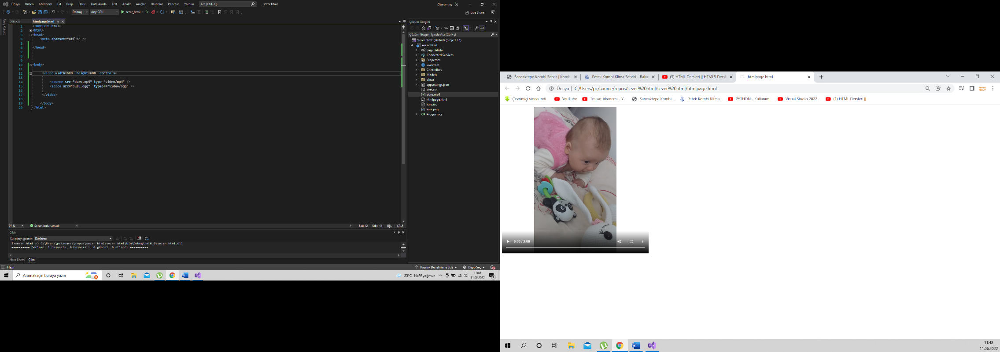 Dosya Düzen Görünüm Git Proje Derle Hata Ayıkla Test Analiz Araçlar Uzantılar Pencere Yardım Ara (Ctrl+Q) sezer html Oturum aç
Debug Any CPU sezer_html Live Share
Araç Kutusu
ders.css htmlpage.html
1 <!DOCTYPE html>
2 <html>
3 <head>
4 <meta charset="utf-8" />
5
6 </head>
7
8
9
10 <body>
11
12 <video width=600 height=600 controls>
13
14 <source src="duru.mp4" type="video/mp4" />
15 <sorce src="duru.ogg" typeof="video/ogg" />
16
17 </video>
18
19 </body>
20 </html>
97 % Sorun bulunamadı Sat: 12 Krkt: 44 BŞL CRLF
Çıktı
Şu çıktıyı göster: Derleme
1>sezer html -> C:\Users\pc\source\repos\sezer html\sezer html\bin\Debug\net6.0\sezer html.dll
========== Derleme: 1 başarılı, 0 başarısız, 0 güncel, 0 atlandı ==========
Hata Listesi Çıktı
Hazır Kaynak Denetimine Ekle Depo Seç 2
Çözüm Gezgini
Çözüm Gezgini İçinde Ara (Ctrl+ş)
'sezer html' çözümü (proje 1 / 1)
sezer html
Bağımlılıklar
Connected Services
Properties
wwwroot
Controllers
Models
Views
appsettings.json
ders.css
duru.mp4
htmlpage.html
kare.ico
kare.png
Program.cs
Aramak için buraya yazın 23°C Hafif yağmur 11:48
11.06.2022 1
Sancaktepe Kombi Servis | Kombi Petek Kombi Klima Servisi - Bakım (5) HTML Dersleri || HTML5 Dersle htmlpage.html
Dosya C:/Users/pc/source/repos/sezer%20html/sezer%20html/htmlpage.html
Çevrimiçi video indi... YouTube Tesisat Akademi - Y... Sancaktepe Kombi... Petek Kombi Klima... PYTHON - Kullanım... Visual Studio 2022... (1) HTML Dersleri ||...
0:00 / 2:00
11:48
11.06.2022